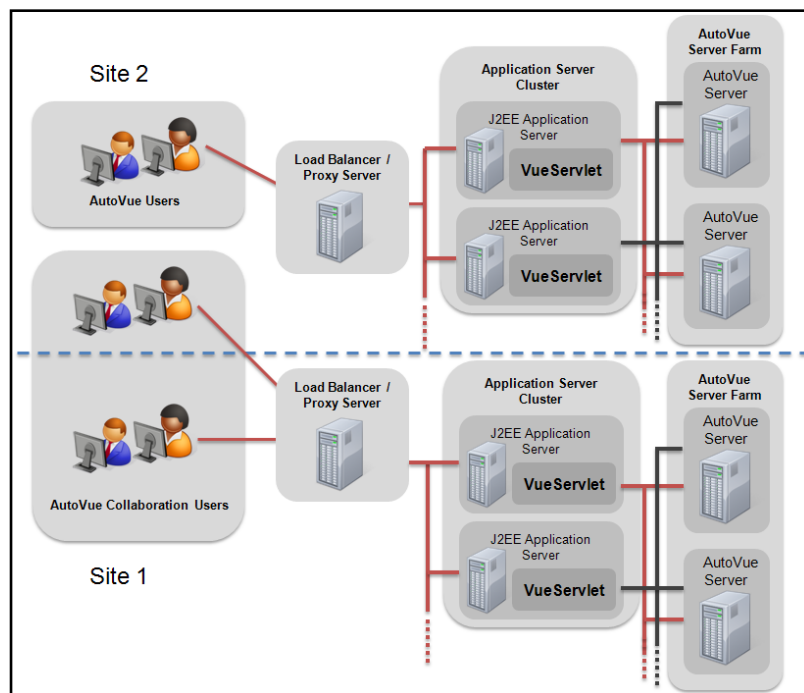 Site 2
AutoVue Users
Load Balancer /
Proxy Server
Application Server
Cluster
J2EE Application
Server
VueServlet
J2EE Application
Server
VueServlet
AutoVue
Server Farm
AutoVue
Server
AutoVue
Server
AutoVue Collaboration Users
Site 1
Load Balancer /
Proxy Server
Application Server
Cluster
J2EE Application
Server
VueServlet
J2EE Application
Server
VueServlet
AutoVue
Server Farm
AutoVue
Server
AutoVue
Server